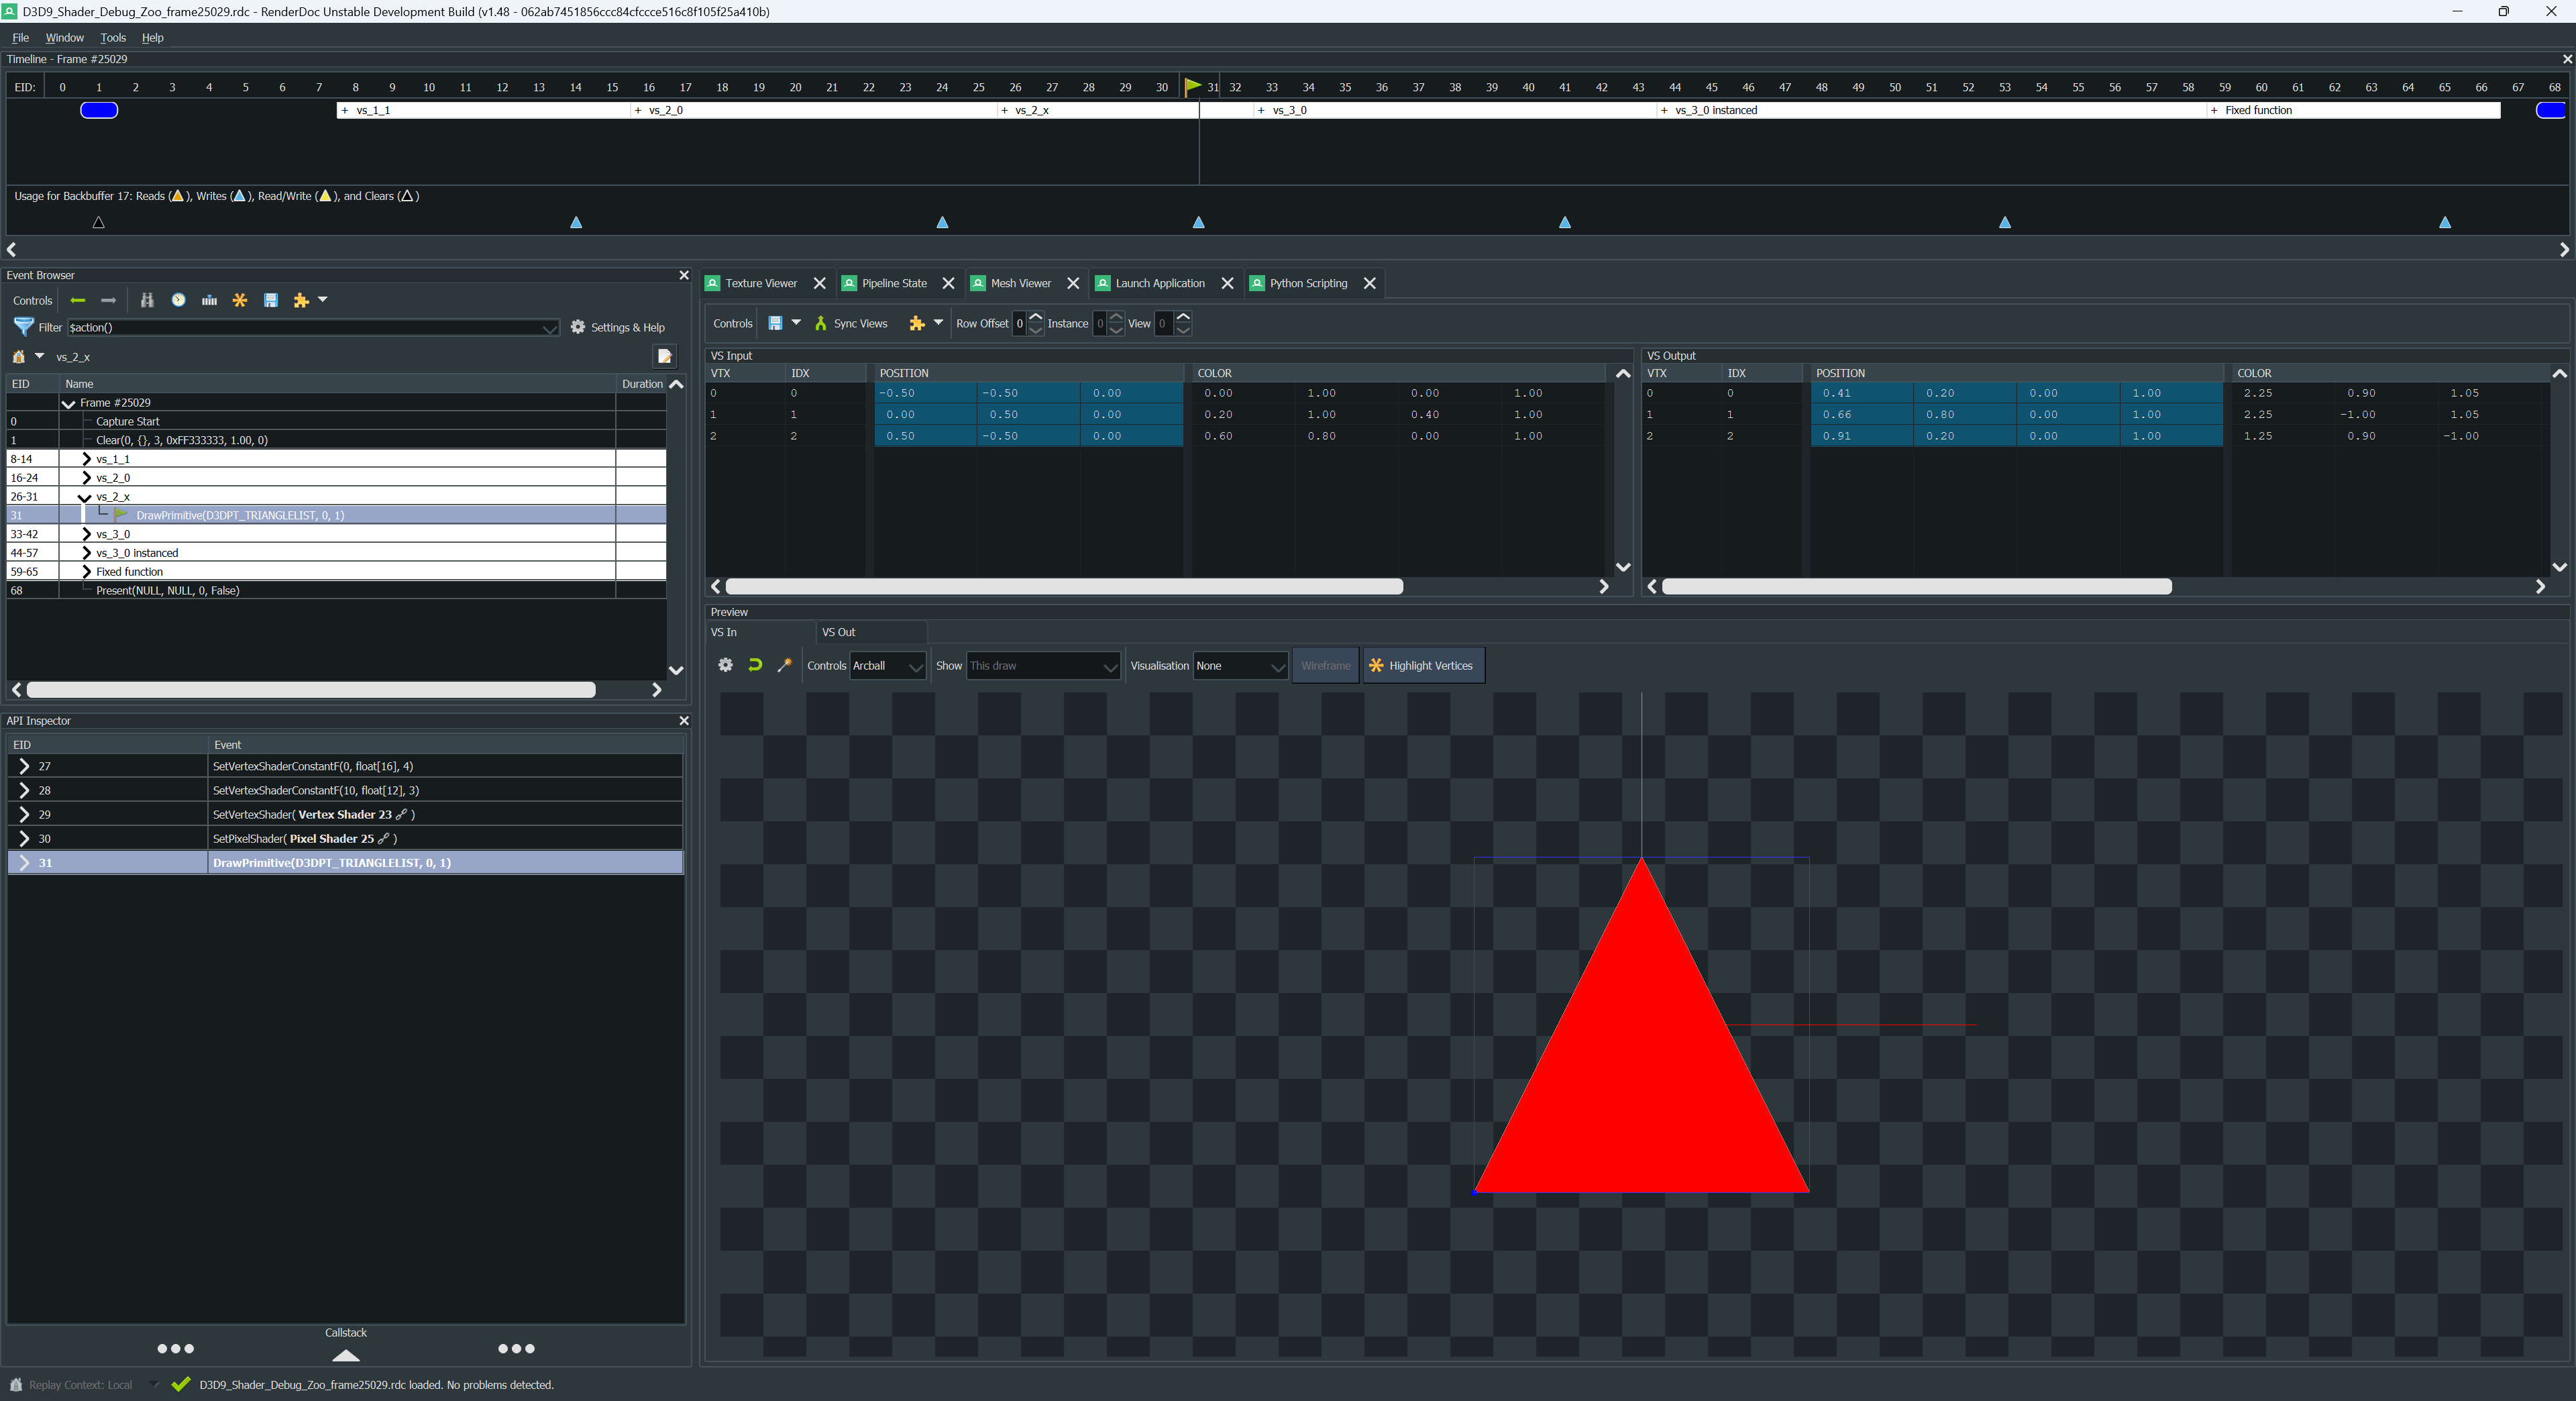 D3D9_Shader_Debug_Zoo_frame25029.rdc - RenderDoc Unstable Development Build (v1.48 - 062ab7451856ccc84cfccce516c8f105f25a410b)
File Window Tools Help
Timeline - Frame #25029
EID: 0 1 2 3 4 5 6 7 8 9 10 11 12 13 14 15 16 17 18 19 20 21 22 23 24 25 26 27 28 29 30 31 32 33 34 35 36 37 38 39 40 41 42 43 44 45 46 47 48 49 50 51 52 53 54 55 56 57 58 59 60 61 62 63 64 65 66 67 68
+ vs_1_1 + vs_2_0 + vs_2_x + vs_3_0 + vs_3_0 instanced + Fixed function
Usage for Backbuffer 17: Reads ( ), Writes ( ), Read/Write ( ), and Clears ( )
Event Browser
Controls
Filter $action() Settings & Help
vs_2_x
EID Name Duration
Frame #25029
0 Capture Start
1 Clear(0, {}, 3, 0xFF333333, 1.00, 0)
8-14 vs_1_1
16-24 vs_2_0
26-31 vs_2_x
31 DrawPrimitive(D3DPT_TRIANGLELIST, 0, 1)
33-42 vs_3_0
44-57 vs_3_0 instanced
59-65 Fixed function
68 Present(NULL, NULL, 0, False)
API Inspector
EID Event
27 SetVertexShaderConstantF(0, float[16], 4)
28 SetVertexShaderConstantF(10, float[12], 3)
29 SetVertexShader( Vertex Shader 23 )
30 SetPixelShader( Pixel Shader 25 )
31 DrawPrimitive(D3DPT_TRIANGLELIST, 0, 1)
Callstack
Texture Viewer Pipeline State Mesh Viewer Launch Application Python Scripting
Controls Sync Views Row Offset 0 Instance 0 View 0
VS Input
VTX IDX POSITION COLOR
0 0 -0.50 -0.50 0.00 0.00 1.00 0.00 1.00
1 1 0.00 0.50 0.00 0.20 1.00 0.40 1.00
2 2 0.50 -0.50 0.00 0.60 0.80 0.00 1.00
VS Output
VTX IDX POSITION COLOR
0 0 0.41 0.20 0.00 1.00 2.25 0.90 1.05
1 1 0.66 0.80 0.00 1.00 2.25 -1.00 1.05
2 2 0.91 0.20 0.00 1.00 1.25 0.90 -1.00
Preview
VS In VS Out
Controls Arcball Show This draw Visualisation None Wireframe Highlight Vertices
Replay Context: Local D3D9_Shader_Debug_Zoo_frame25029.rdc loaded. No problems detected.